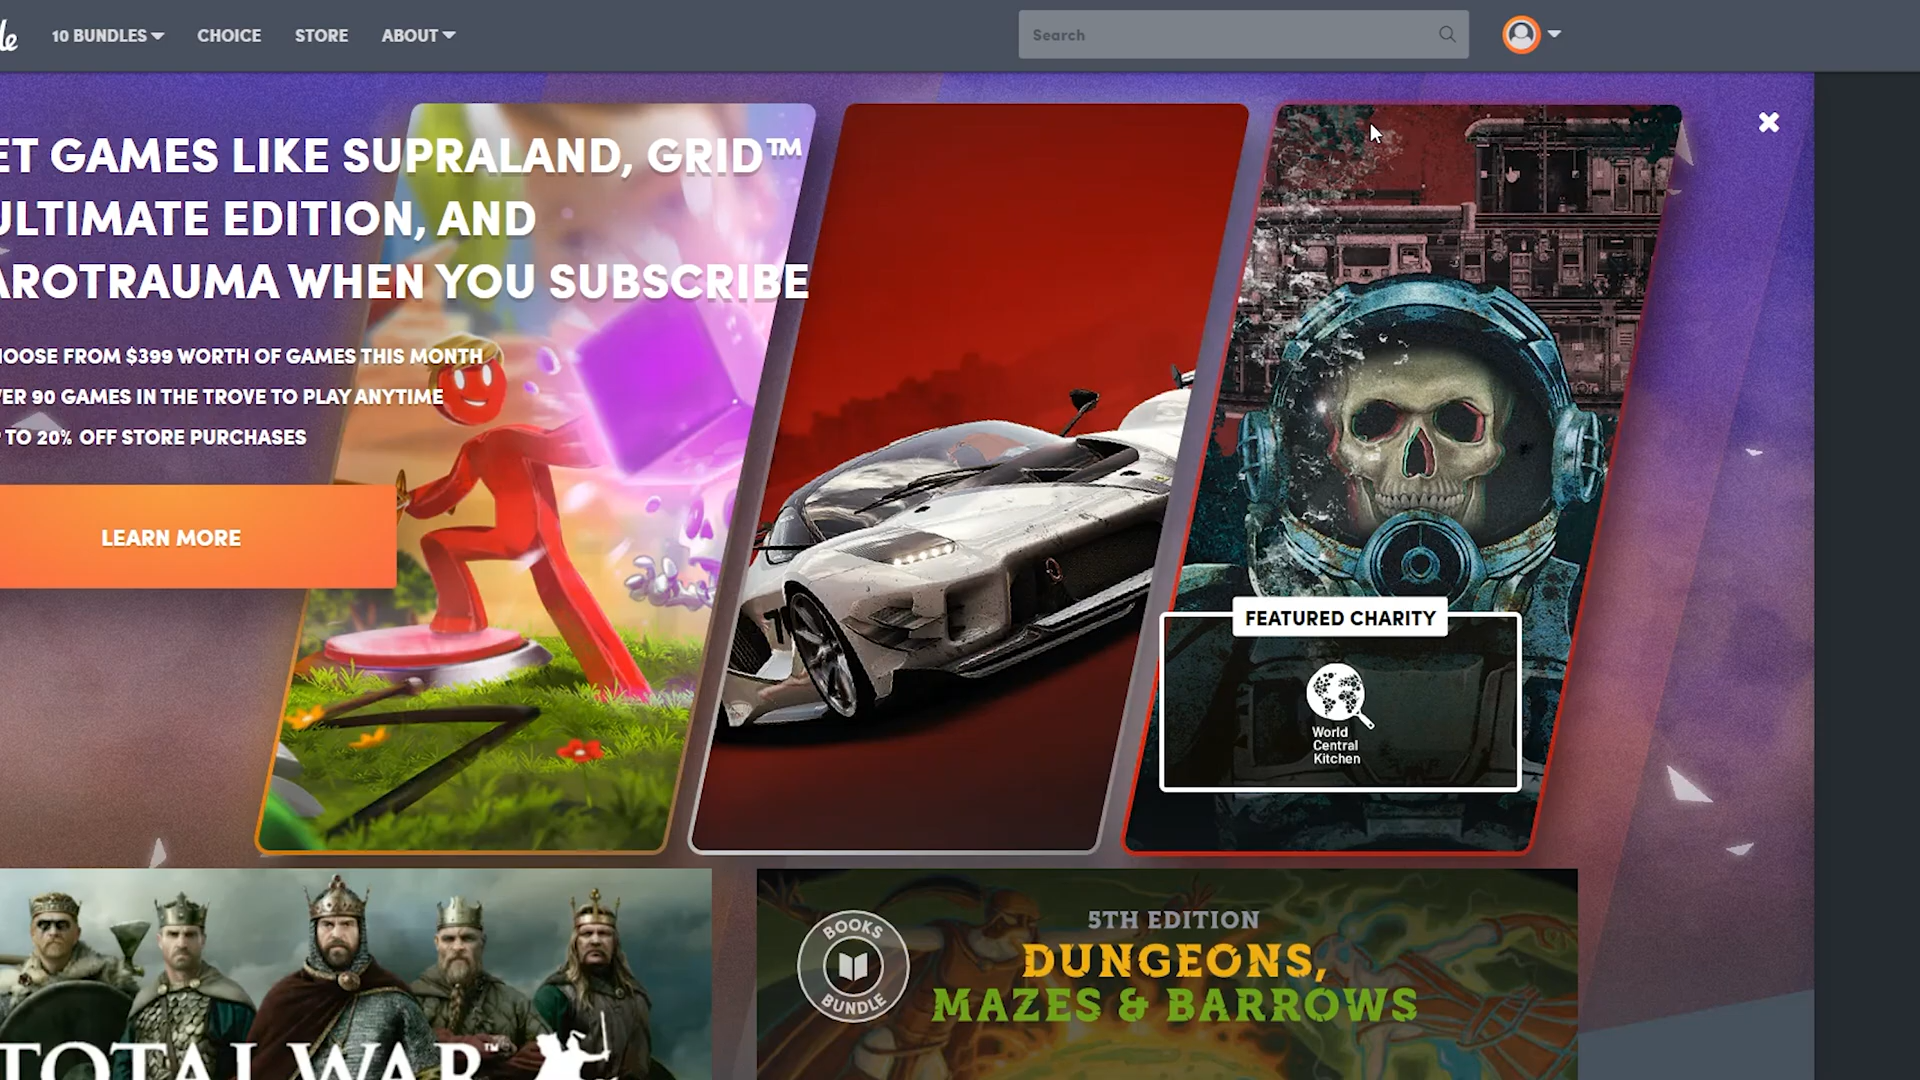 le
10 BUNDLES
CHOICE
STORE
ABOUT
Search
ET GAMES LIKE SUPRALAND, GRID™
ULTIMATE EDITION, AND
AROTRAUMA WHEN YOU SUBSCRIBE
HOOSE FROM $399 WORTH OF GAMES THIS MONTH
VER 90 GAMES IN THE TROVE TO PLAY ANYTIME
P TO 20% OFF STORE PURCHASES
LEARN MORE
FEATURED CHARITY
World
Central
Kitchen
TOTAL WAR™
BOOKS
BUNDLE
5TH EDITION
DUNGEONS,
MAZES & BARROWS